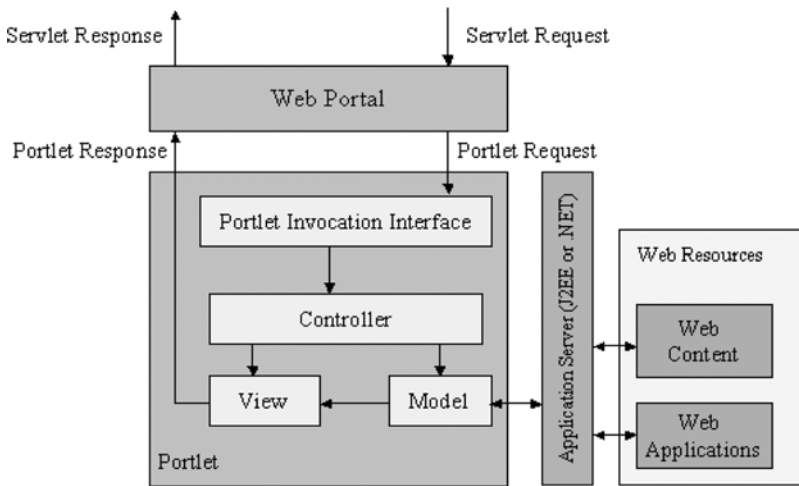 Servlet Response
Servlet Request
Web Portal
Portlet Response
Portlet Request
Portlet Invocation Interface
Controller
View
Model
Portlet
Application Server (J2EE or .NET)
Web Resources
Web
Content
Web
Applications